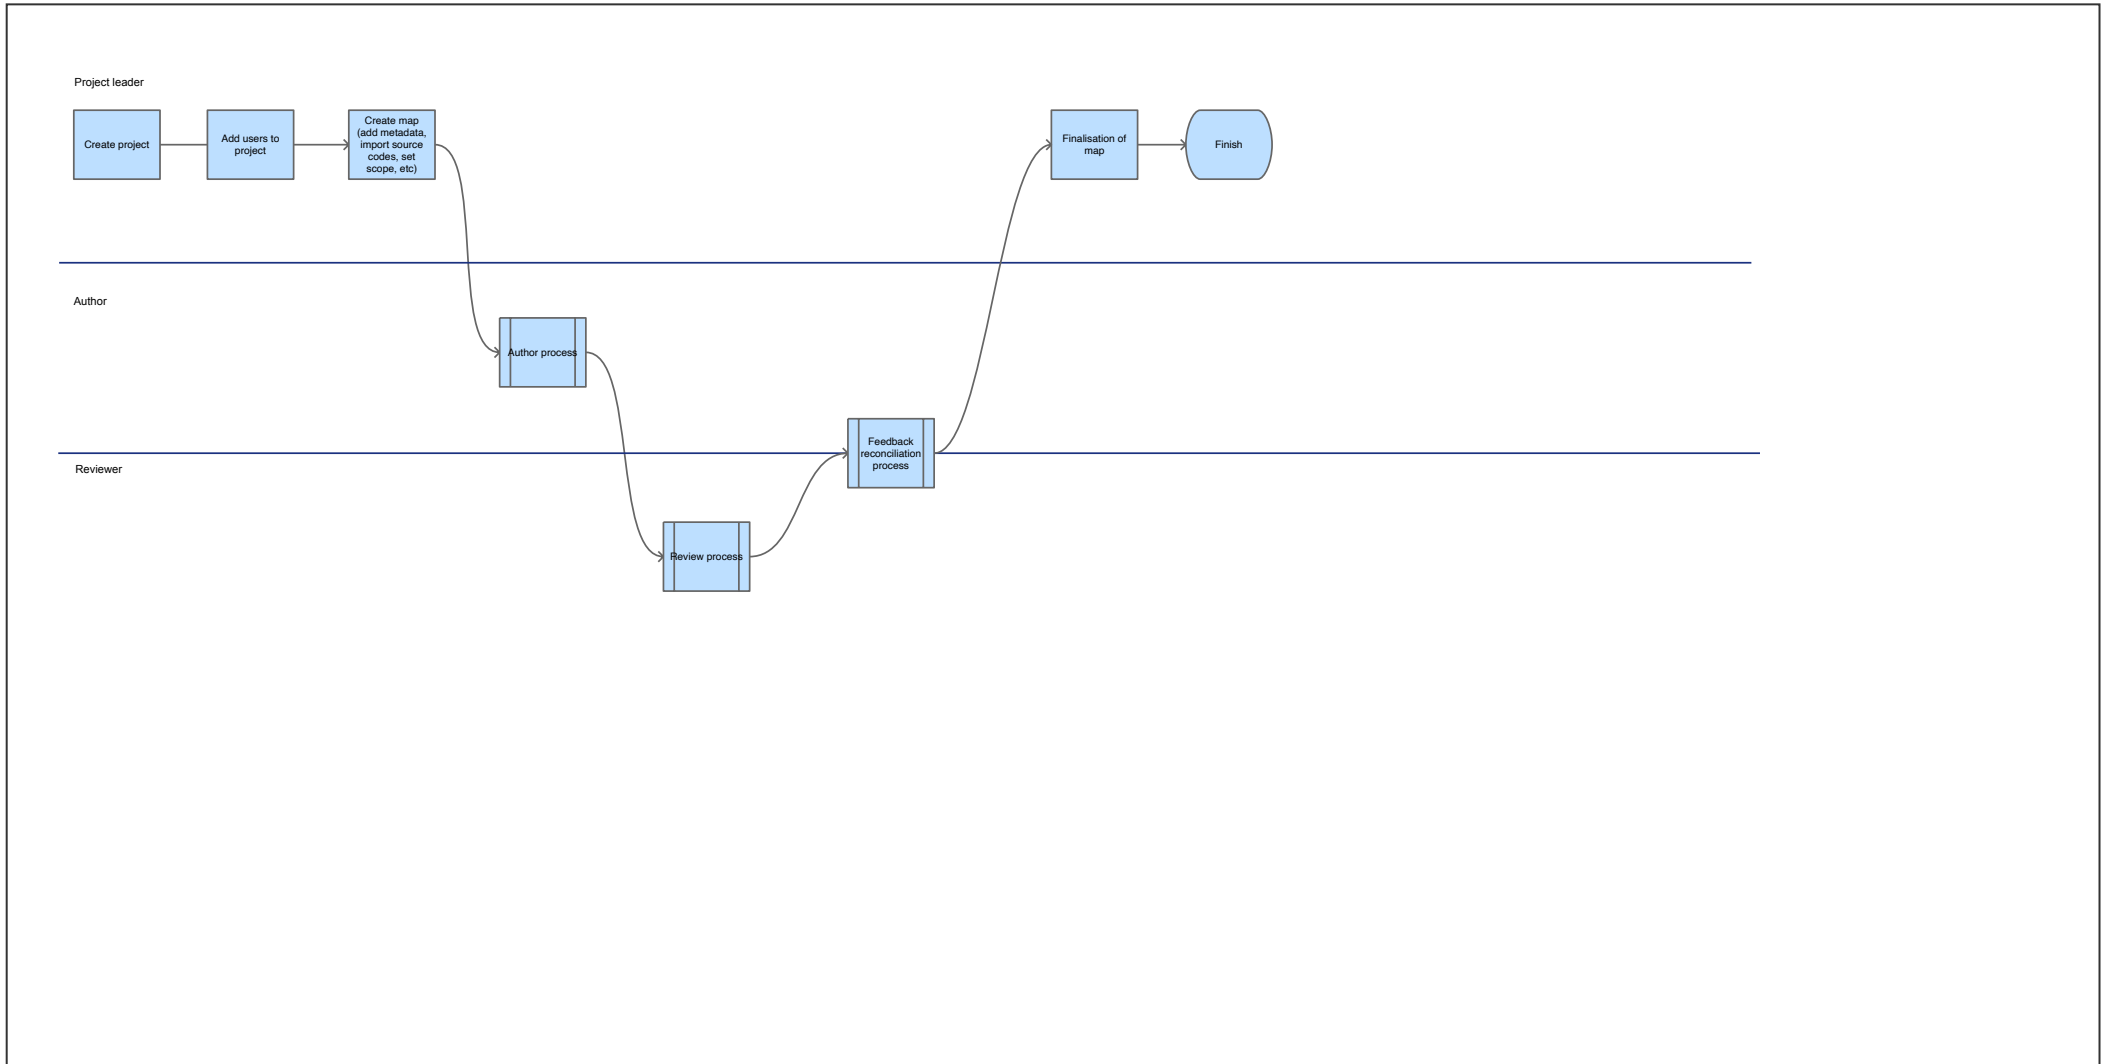 Project leader
Create project
Add users to
project
Create map
(add metadata,
import source
codes, set
scope, etc)
Finalisation of
map
Finish
Author
Author process
Feedback
reconciliation
process
Reviewer
Review process